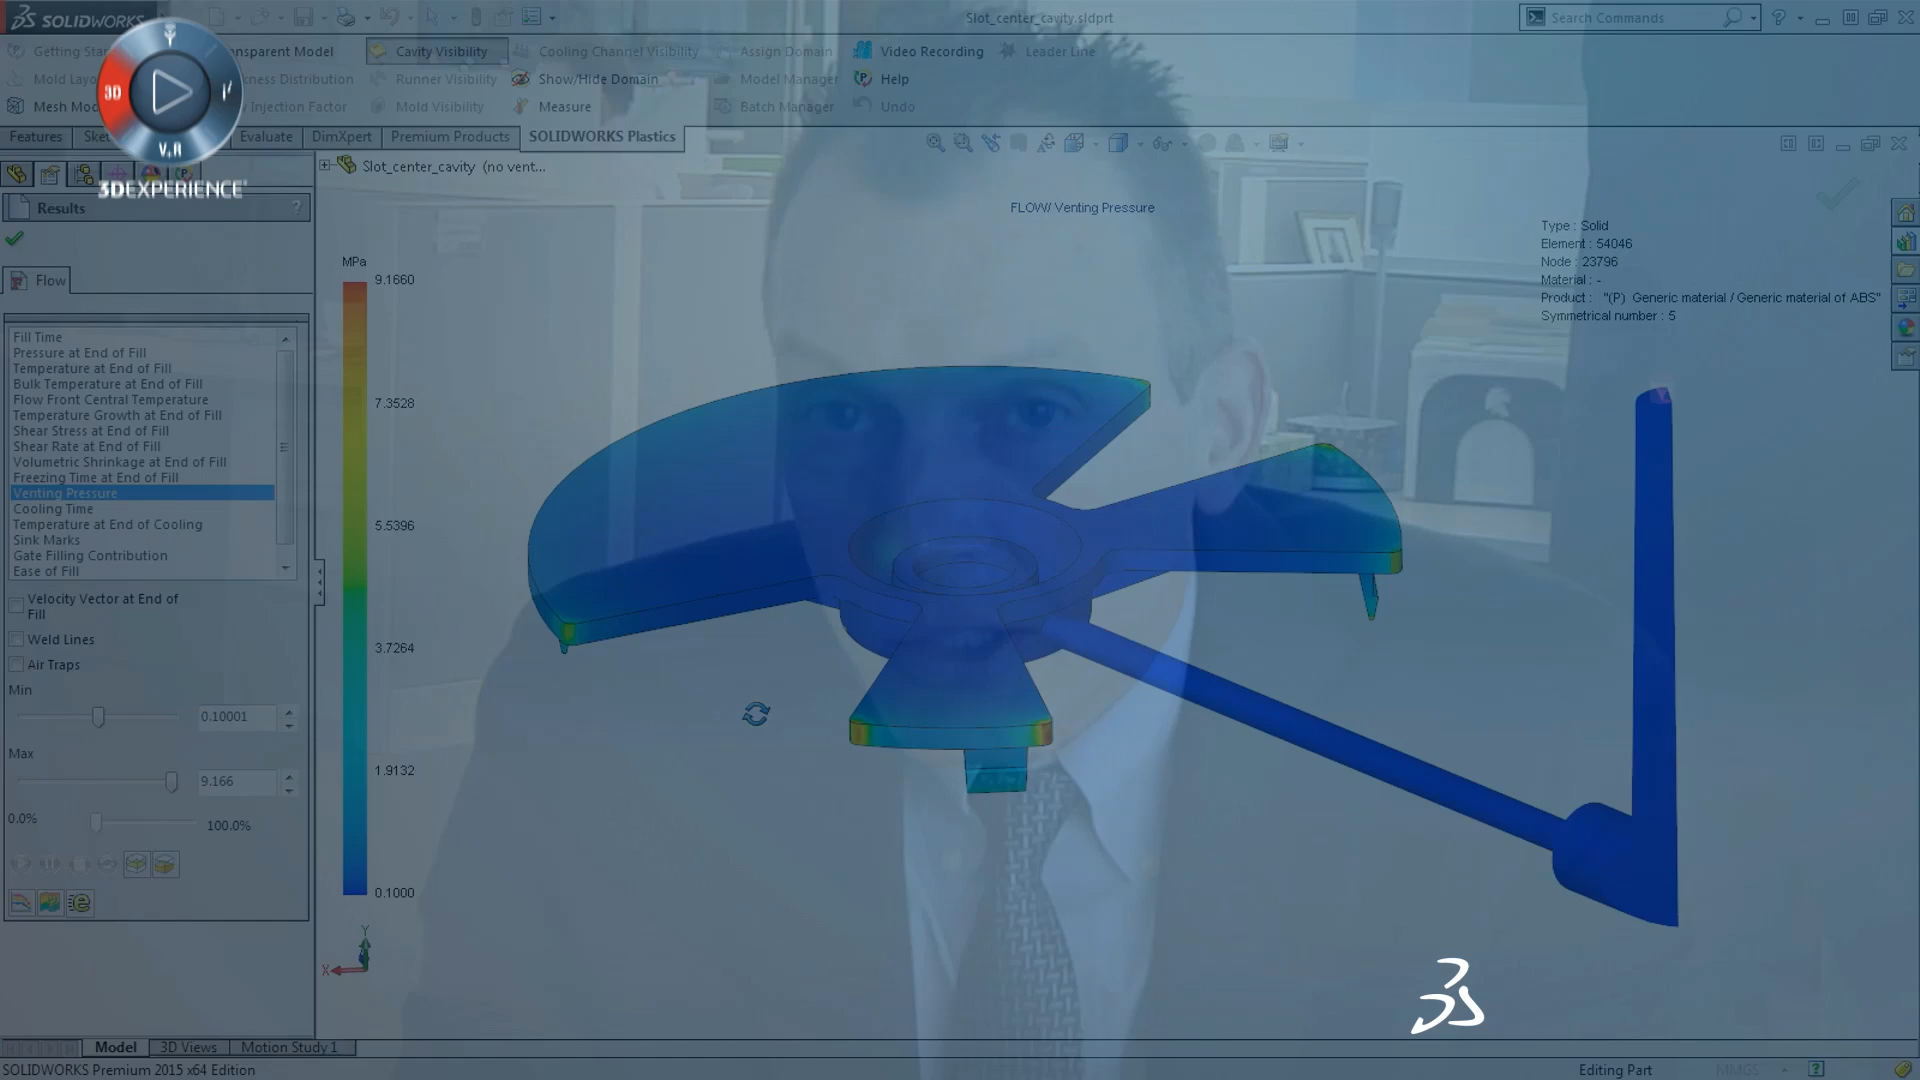 SOLIDWORKS
Slot_center_cavity.sldprt
Search Commands
nsparent Model
Cavity Visibility
Cooling Channel Visibility
Assign Domain
Video Recording
Leader Line
kness Distribution
Runner Visibility
Show/Hide Domain
Model Manager
Help
Injection Factor
Mold Visibility
Measure
Batch Manager
Undo
3D
V,R
3DEXPERIENCE
Features
Evaluate
DimXpert
Premium Products
SOLIDWORKS Plastics
Slot_center_cavity (no vent...
Results
Flow
Fill Time
Pressure at End of Fill
Temperature at End of Fill
Bulk Temperature at End of Fill
Flow Front Central Temperature
Temperature Growth at End of Fill
Shear Stress at End of Fill
Shear Rate at End of Fill
Volumetric Shrinkage at End of Fill
Freezing Time at End of Fill
Venting Pressure
Cooling Time
Temperature at End of Cooling
Sink Marks
Gate Filling Contribution
Ease of Fill
Velocity Vector at End of
Fill
Weld Lines
Air Traps
Min
0.10001
Max
9.166
0.0%
100.0%
MPa
9.1660
7.3528
5.5396
3.7264
1.9132
0.1000
FLOW/ Venting Pressure
Type : Solid
Element : 54046
Node : 23796
Material : -
Product : "(P) Generic material / Generic material of ABS"
Symmetrical number : 5
Y
X
Model
3D Views
Motion Study 1
SOLIDWORKS Premium 2015 x64 Edition
Editing Part
MMGS